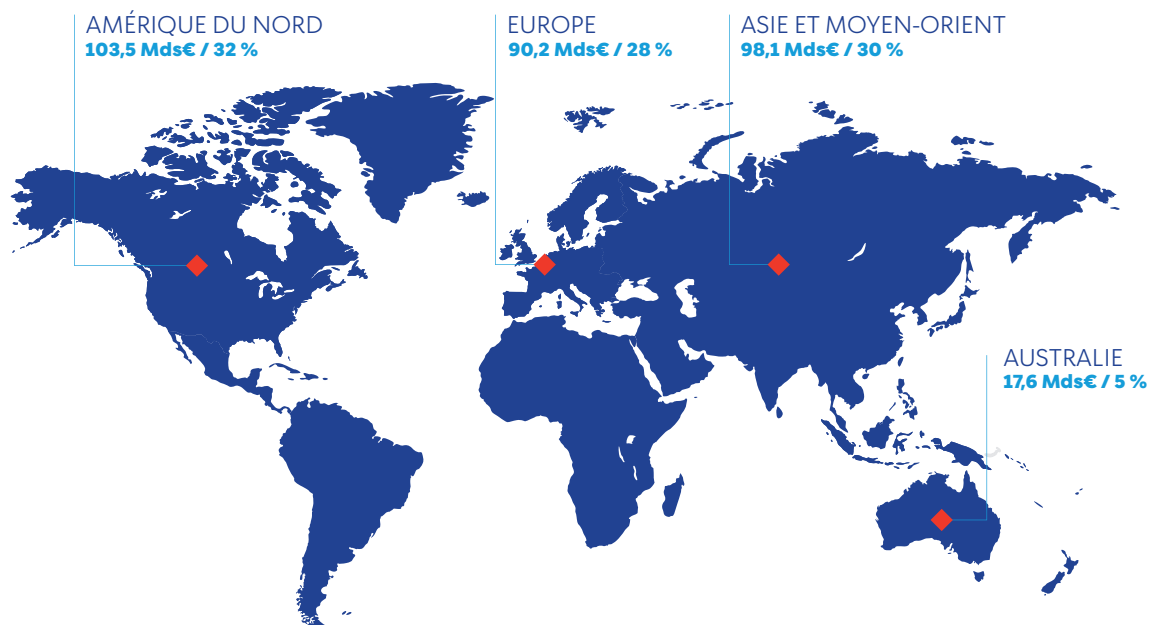 AMÉRIQUE DU NORD
103,5 Mds€ / 32 %
EUROPE
90,2 Mds€ / 28 %
ASIE ET MOYEN-ORIENT
98,1 Mds€ / 30 %
AUSTRALIE
17,6 Mds€ / 5 %